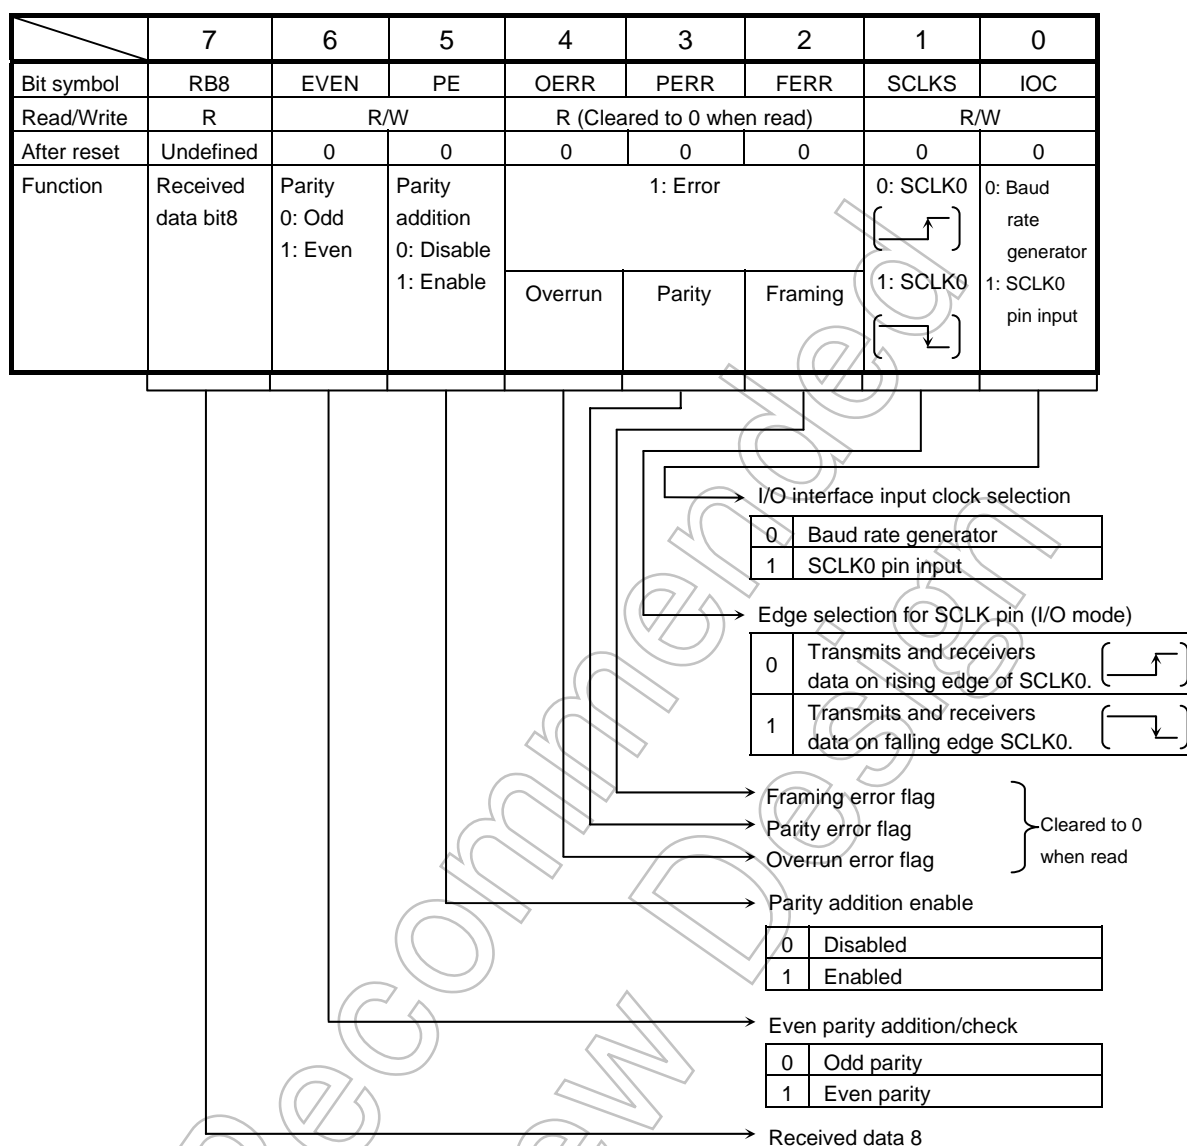 7 6 5 4 3 2 1 0
Bit symbol RB8 EVEN PE OERR PERR FERR SCLKS IOC
Read/Write R R/W R (Cleared to 0 when read) R/W
After reset Undefined 0 0 0 0 0 0 0
Function Received Parity Parity 1: Error 0: SCLK0 0: Baud
data bit8 0: Odd addition rate
1: Even 0: Disable generator
1: Enable Overrun Parity Framing 1: SCLK0 1: SCLK0
pin input
I/O interface input clock selection
0 Baud rate generator
1 SCLK0 pin input
Edge selection for SCLK pin (I/O mode)
0 Transmits and receivers
data on rising edge of SCLK0.
1 Transmits and receivers
data on falling edge SCLK0.
Framing error flag
Parity error flag
Overrun error flag
Cleared to 0
when read
Parity addition enable
0 Disabled
1 Enabled
Even parity addition/check
0 Odd parity
1 Even parity
Received data 8
Recommended
w Design